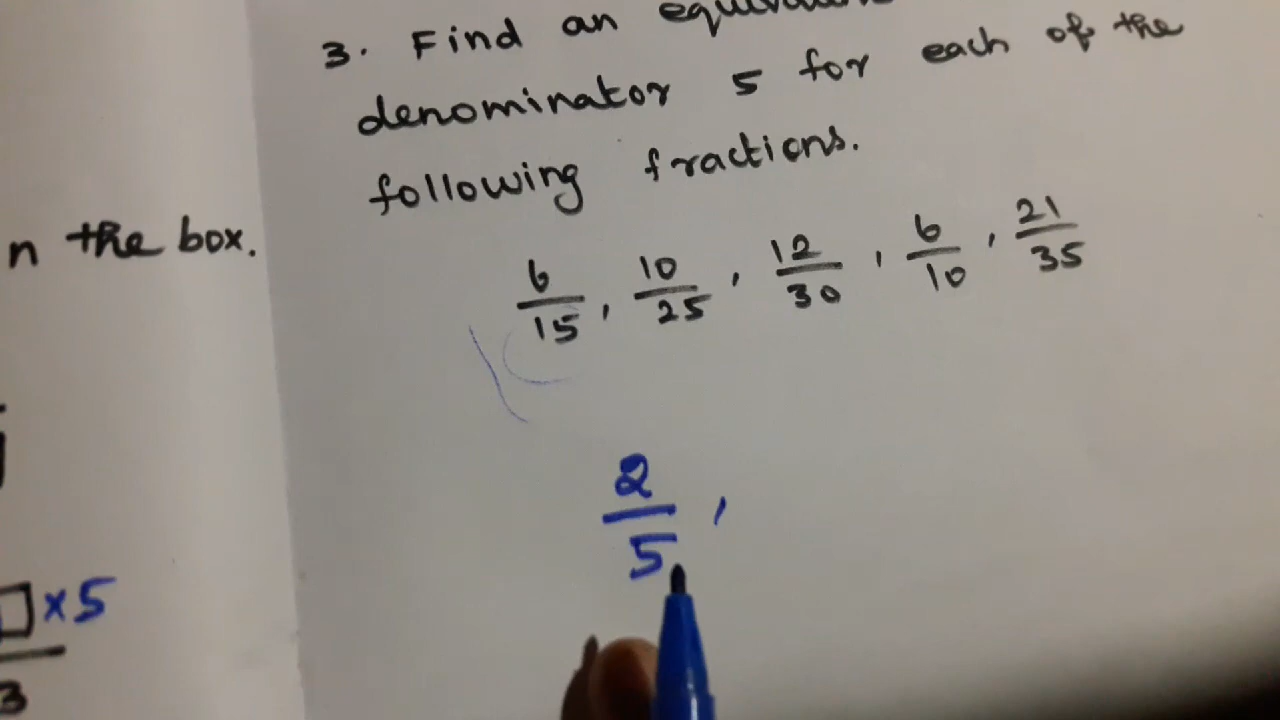 3. Find an
denominator 5 for each of the
following fractions.
6/15, 10/25, 12/30, 6/10, 21/35
2/5,
n the box.
□ x 5
3